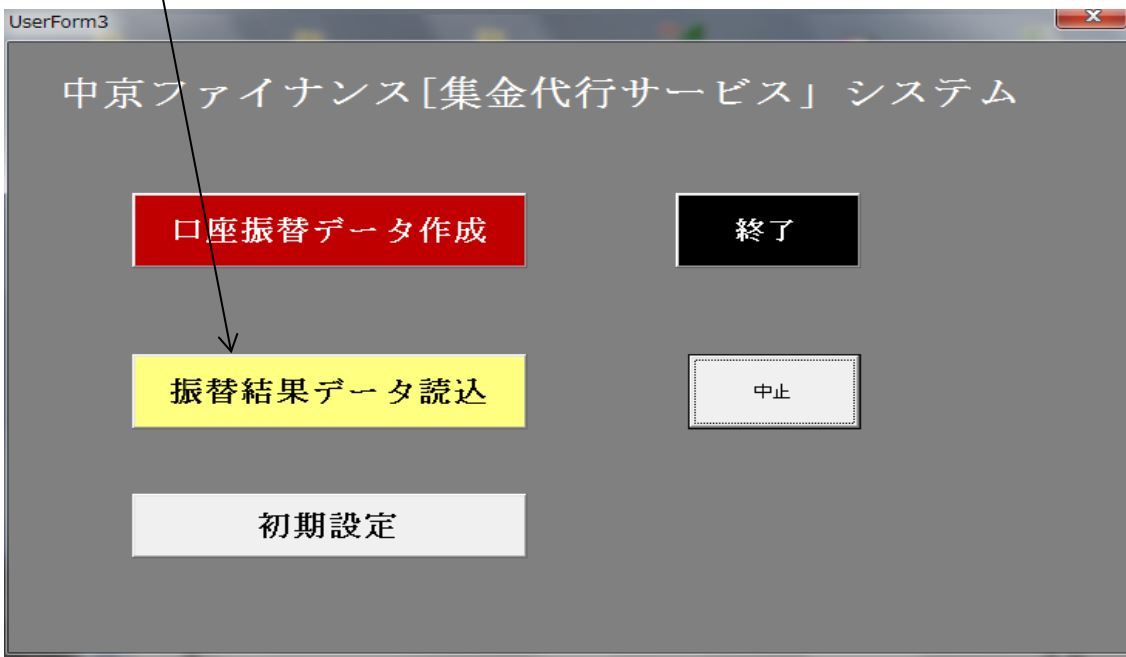 UserForm3
中京ファイナンス[集金代行サービス」システム
口座振替データ作成
終了
振替結果データ読込
中止
初期設定